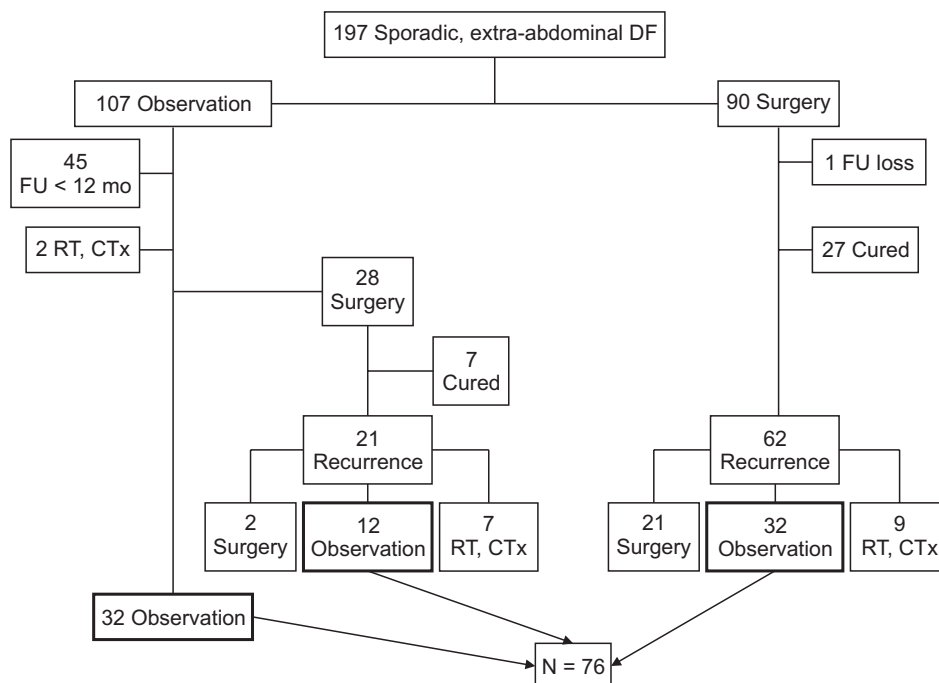 197 Sporadic, extra-abdominal DF
107 Observation
90 Surgery
45
FU < 12 mo
1 FU loss
2 RT, CTx
27 Cured
28
Surgery
7
Cured
21
Recurrence
62
Recurrence
2
Surgery
12
Observation
7
RT, CTx
21
Surgery
32
Observation
9
RT, CTx
32 Observation
N = 76